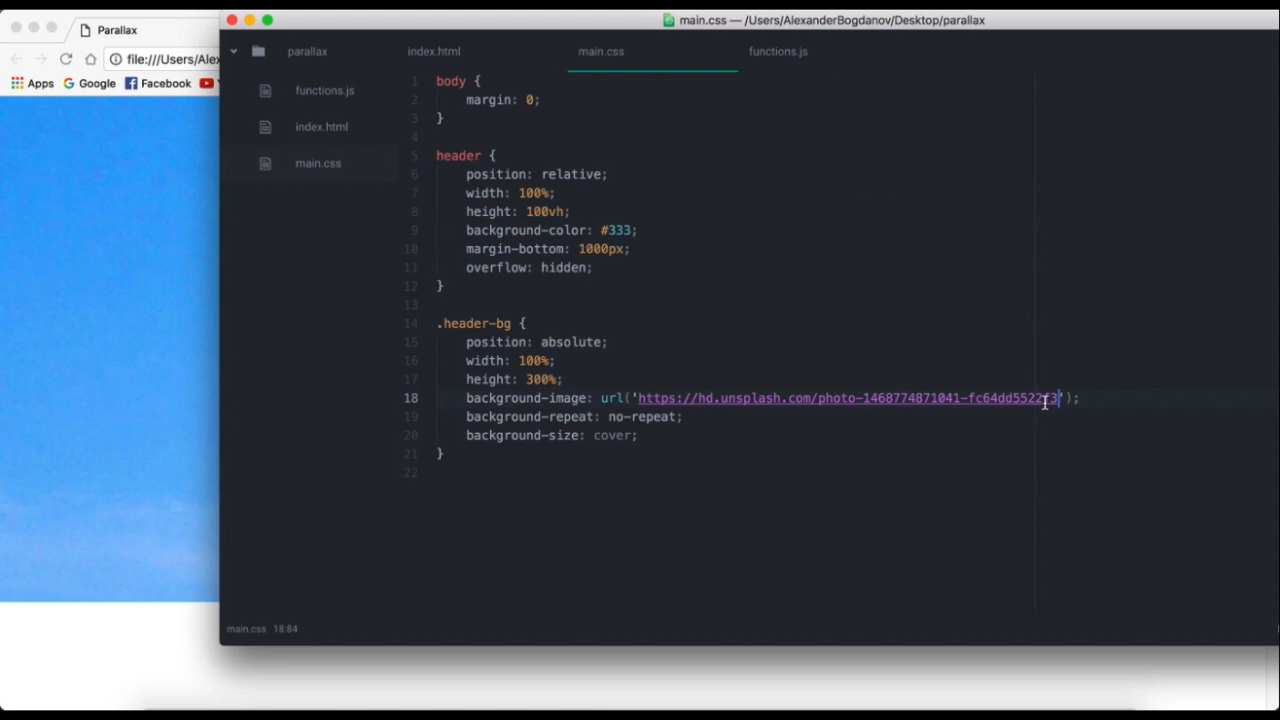 Parallax
file:///Users/Alex
Apps Google Facebook
main.css — /Users/AlexanderBogdanov/Desktop/parallax
parallax
functions.js
index.html
main.css
index.html main.css functions.js
1 body {
2 margin: 0;
3 }
4
5 header {
6 position: relative;
7 width: 100%;
8 height: 100vh;
9 background-color: #333;
10 margin-bottom: 1000px;
11 overflow: hidden;
12 }
13
14 .header-bg {
15 position: absolute;
16 width: 100%;
17 height: 300%;
18 background-image: url('https://hd.unsplash.com/photo-1468774871041-fc64dd5522f3');
19 background-repeat: no-repeat;
20 background-size: cover;
21 }
22
main.css 18:84